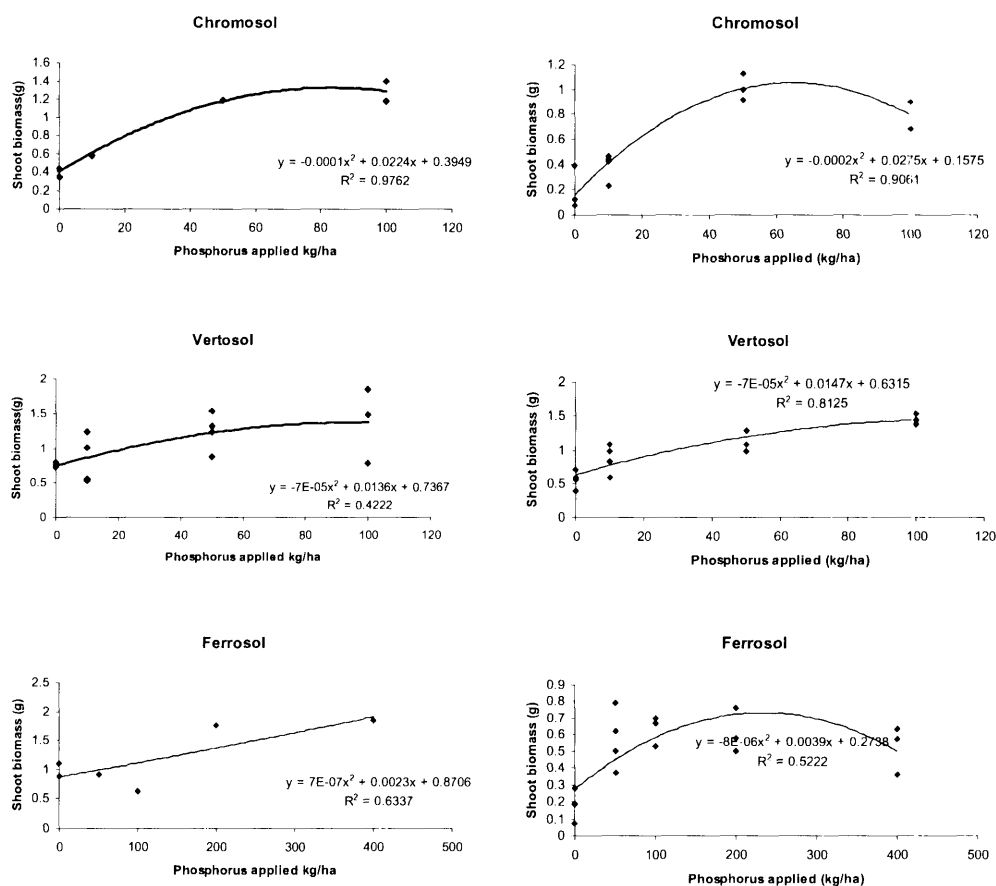 Chromosol
Shoot biomass(g)
1.6
1.4
1.2
1
0.8
0.6
0.4
0.2
0
y = -0.0001x² + 0.0224x + 0.3949
R² = 0.9762
0 20 40 60 80 100 120
Phosphorus applied kg/ha
Chromosol
Shoot biomass (g)
1.2
1
0.8
0.6
0.4
0.2
0
y = -0.0002x² + 0.0275x + 0.1575
R² = 0.9061
0 20 40 60 80 100 120
Phoshorus applied (kg/ha)
Vertosol
Shoot biomass(g)
2
1.5
1
0.5
0
y = -7E-05x² + 0.0136x + 0.7367
R² = 0.4222
0 20 40 60 80 100 120
Phosphorus applied kg/ha
Vertosol
Shoot biomass (g)
y = -7E-05x² + 0.0147x + 0.6315
R² = 0.8125
2
1.5
1
0.5
0
0 20 40 60 80 100 120
Phosphorus applied (kg/ha)
Ferrosol
Shoot biomass (g)
2.5
2
1.5
1
0.5
0
y = 7E-07x² + 0.0023x + 0.8706
R² = 0.6337
0 100 200 300 400 500
Phosphorus applied (kg/ha)
Ferrosol
Shoot biomass (g)
0.9
0.8
0.7
0.6
0.5
0.4
0.3
0.2
0.1
0
y = -8E-06x² + 0.0039x + 0.2738
R² = 0.5222
0 100 200 300 400 500
Phosphorus applied (kg/ha)